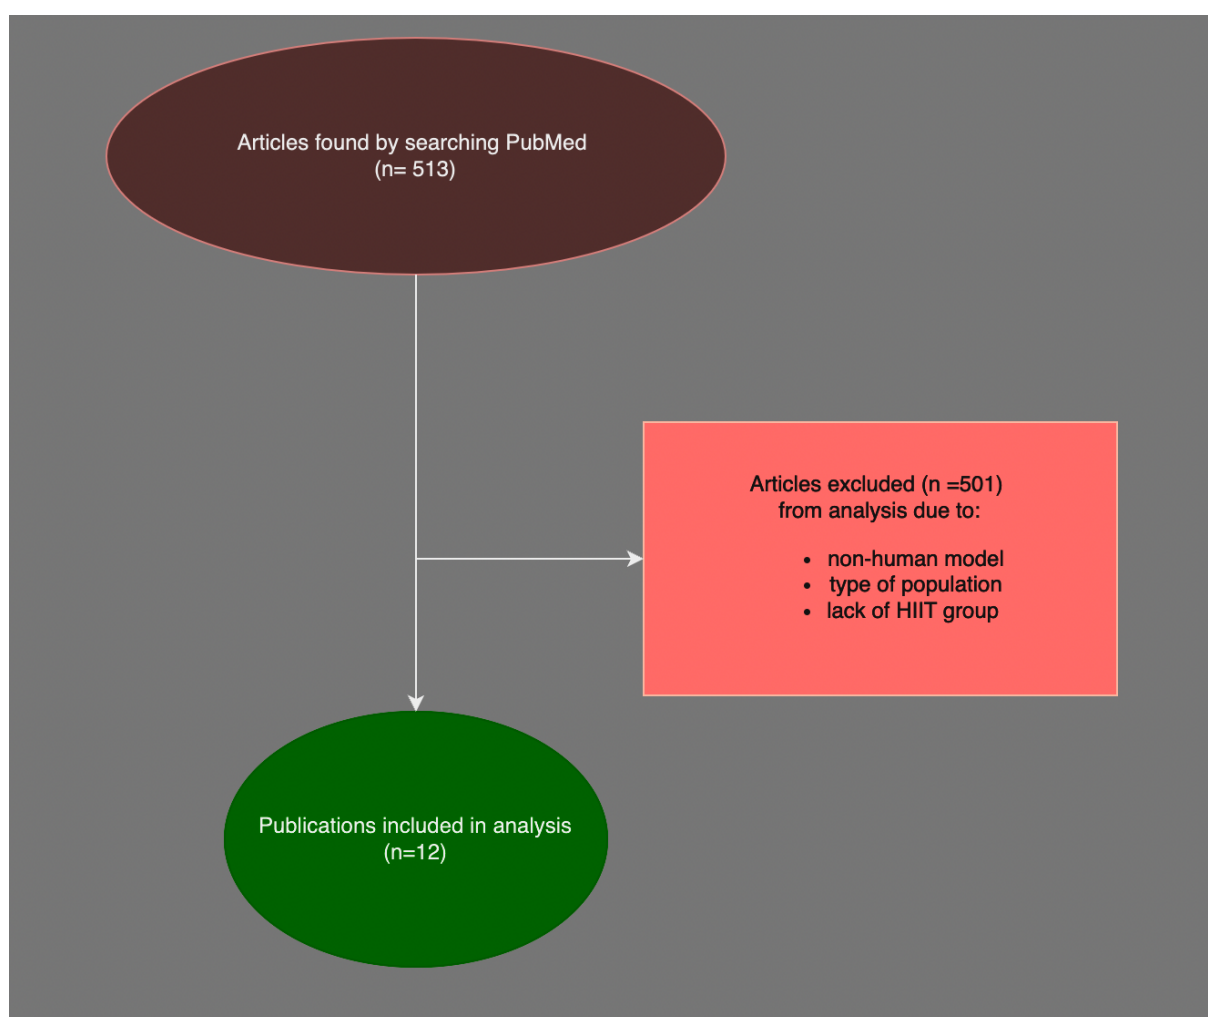 Articles found by searching PubMed
(n= 513)
Articles excluded (n =501)
from analysis due to:
• non-human model
• type of population
• lack of HIIT group
Publications included in analysis
(n=12)